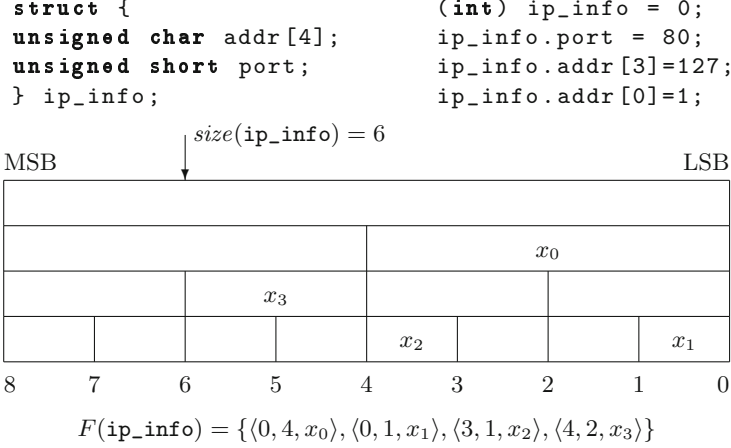 struct {
unsigned char addr[4];
unsigned short port;
} ip_info;
(int) ip_info = 0;
ip_info.port = 80;
ip_info.addr[3]=127;
ip_info.addr[0]=1;
size(ip_info) = 6
MSB LSB
x₀
x₃
x₂ x₁
8 7 6 5 4 3 2 1 0
F(ip_info) = {⟨0, 4, x₀⟩, ⟨0, 1, x₁⟩, ⟨3, 1, x₂⟩, ⟨4, 2, x₃⟩}